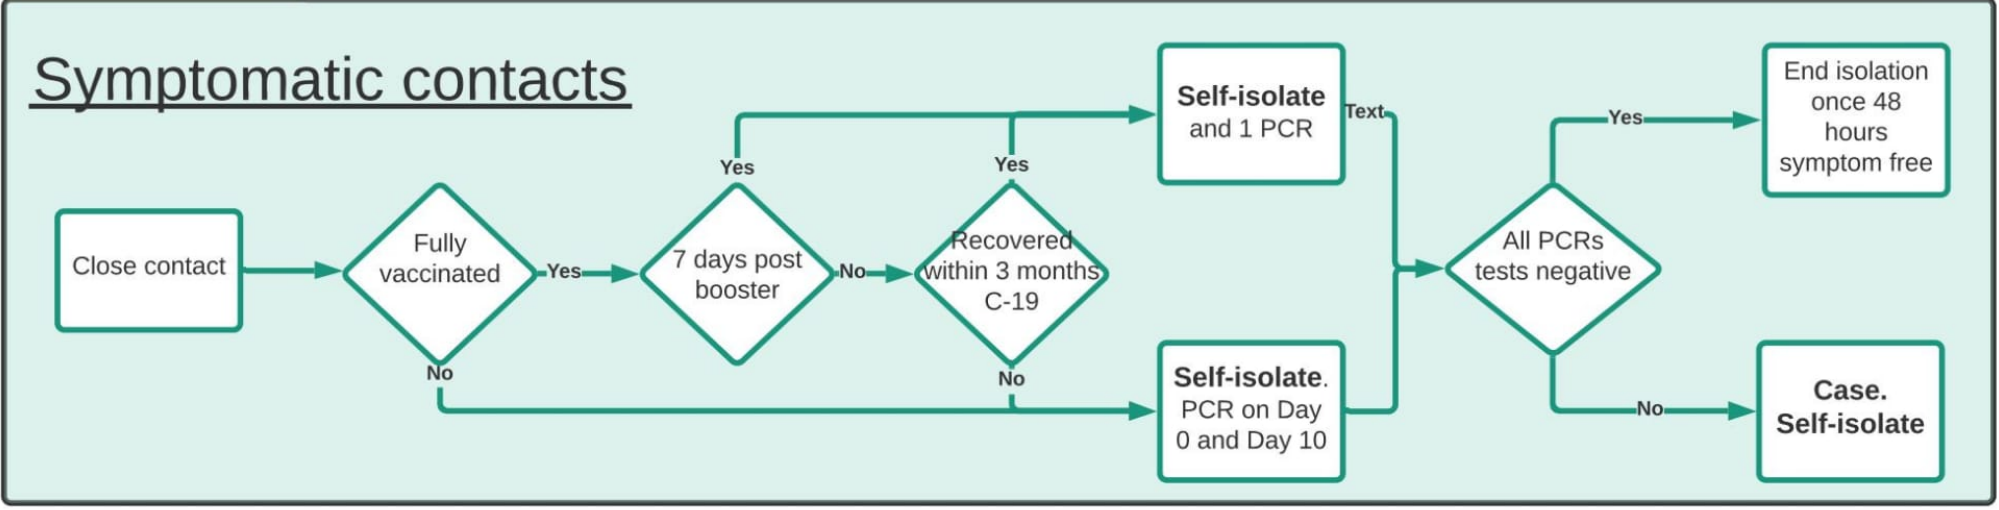 Symptomatic contacts
Close contact
Fully
vaccinated
Yes
No
7 days post
booster
Yes
No
Recovered
within 3 months
C-19
Yes
No
Self-isolate
and 1 PCR
Text
Self-isolate.
PCR on Day
0 and Day 10
All PCRs
tests negative
Yes
No
End isolation
once 48
hours
symptom free
Case.
Self-isolate